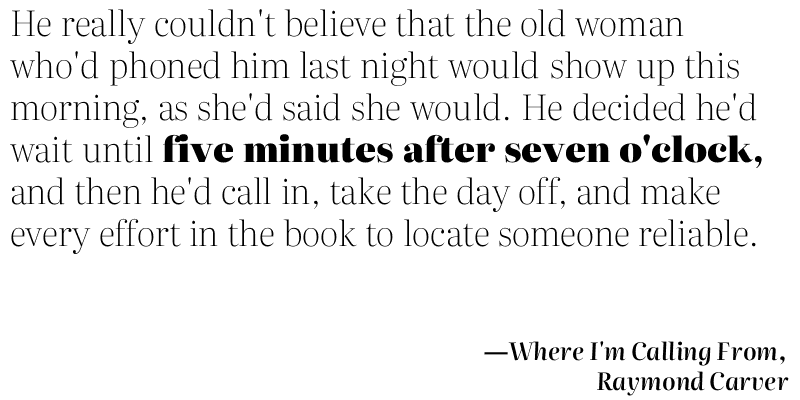 He really couldn't believe that the old woman
who'd phoned him last night would show up this
morning, as she'd said she would. He decided he'd
wait until five minutes after seven o'clock,
and then he'd call in, take the day off, and make
every effort in the book to locate someone reliable.
—Where I'm Calling From,
Raymond Carver